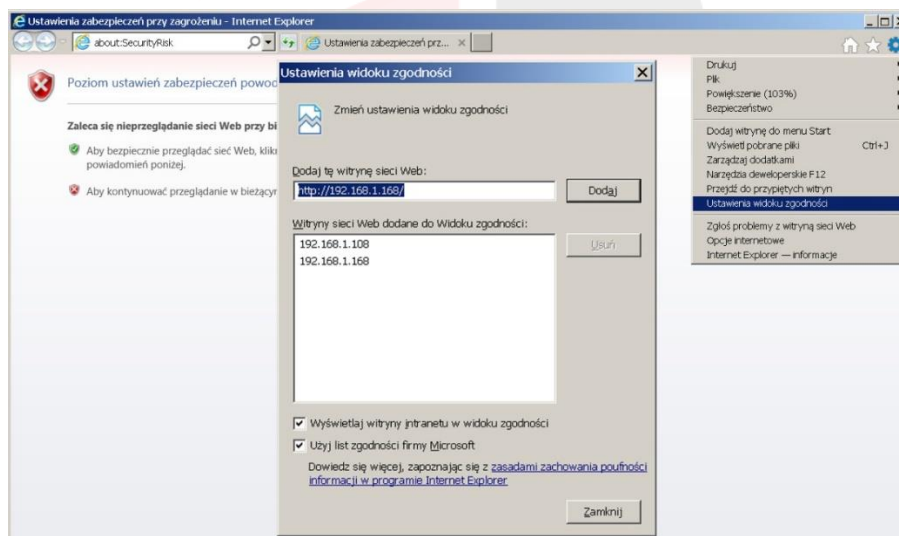 Ustawienia zabezpieczeń przy zagrożeniu - Internet Explorer
about:SecurityRisk
Ustawienia zabezpieczeń prz...
Poziom ustawień zabezpieczeń powod
Zaleca się nieprzeglądanie sieci Web przy bi
Aby bezpiecznie przeglądać sieć Web, klik
powiadomień poniżej.
Aby kontynuować przeglądanie w bieżącyr
Ustawienia widoku zgodności
Zmień ustawienia widoku zgodności
Dodaj tę witrynę sieci Web:
http://192.168.1.168/
Dodaj
Witryny sieci Web dodane do Widoku zgodności:
192.168.1.108
192.168.1.168
Usuń
Wyświetlaj witryny intranetu w widoku zgodności
Użyj list zgodności firmy Microsoft
Dowiedz się więcej, zapoznając się z zasadami zachowania poufności
informacji w programie Internet Explorer
Zamknij
Drukuj
Plik
Powiększenie (103%)
Bezpieczeństwo
Dodaj witrynę do menu Start
Wyświetl pobrane pliki Ctrl+J
Zarządzaj dodatkami
Narzędzia deweloperskie F12
Przejdź do przypiętych witryn
Ustawienia widoku zgodności
Zgłoś problemy z witryną sieci Web
Opcje internetowe
Internet Explorer — informacje